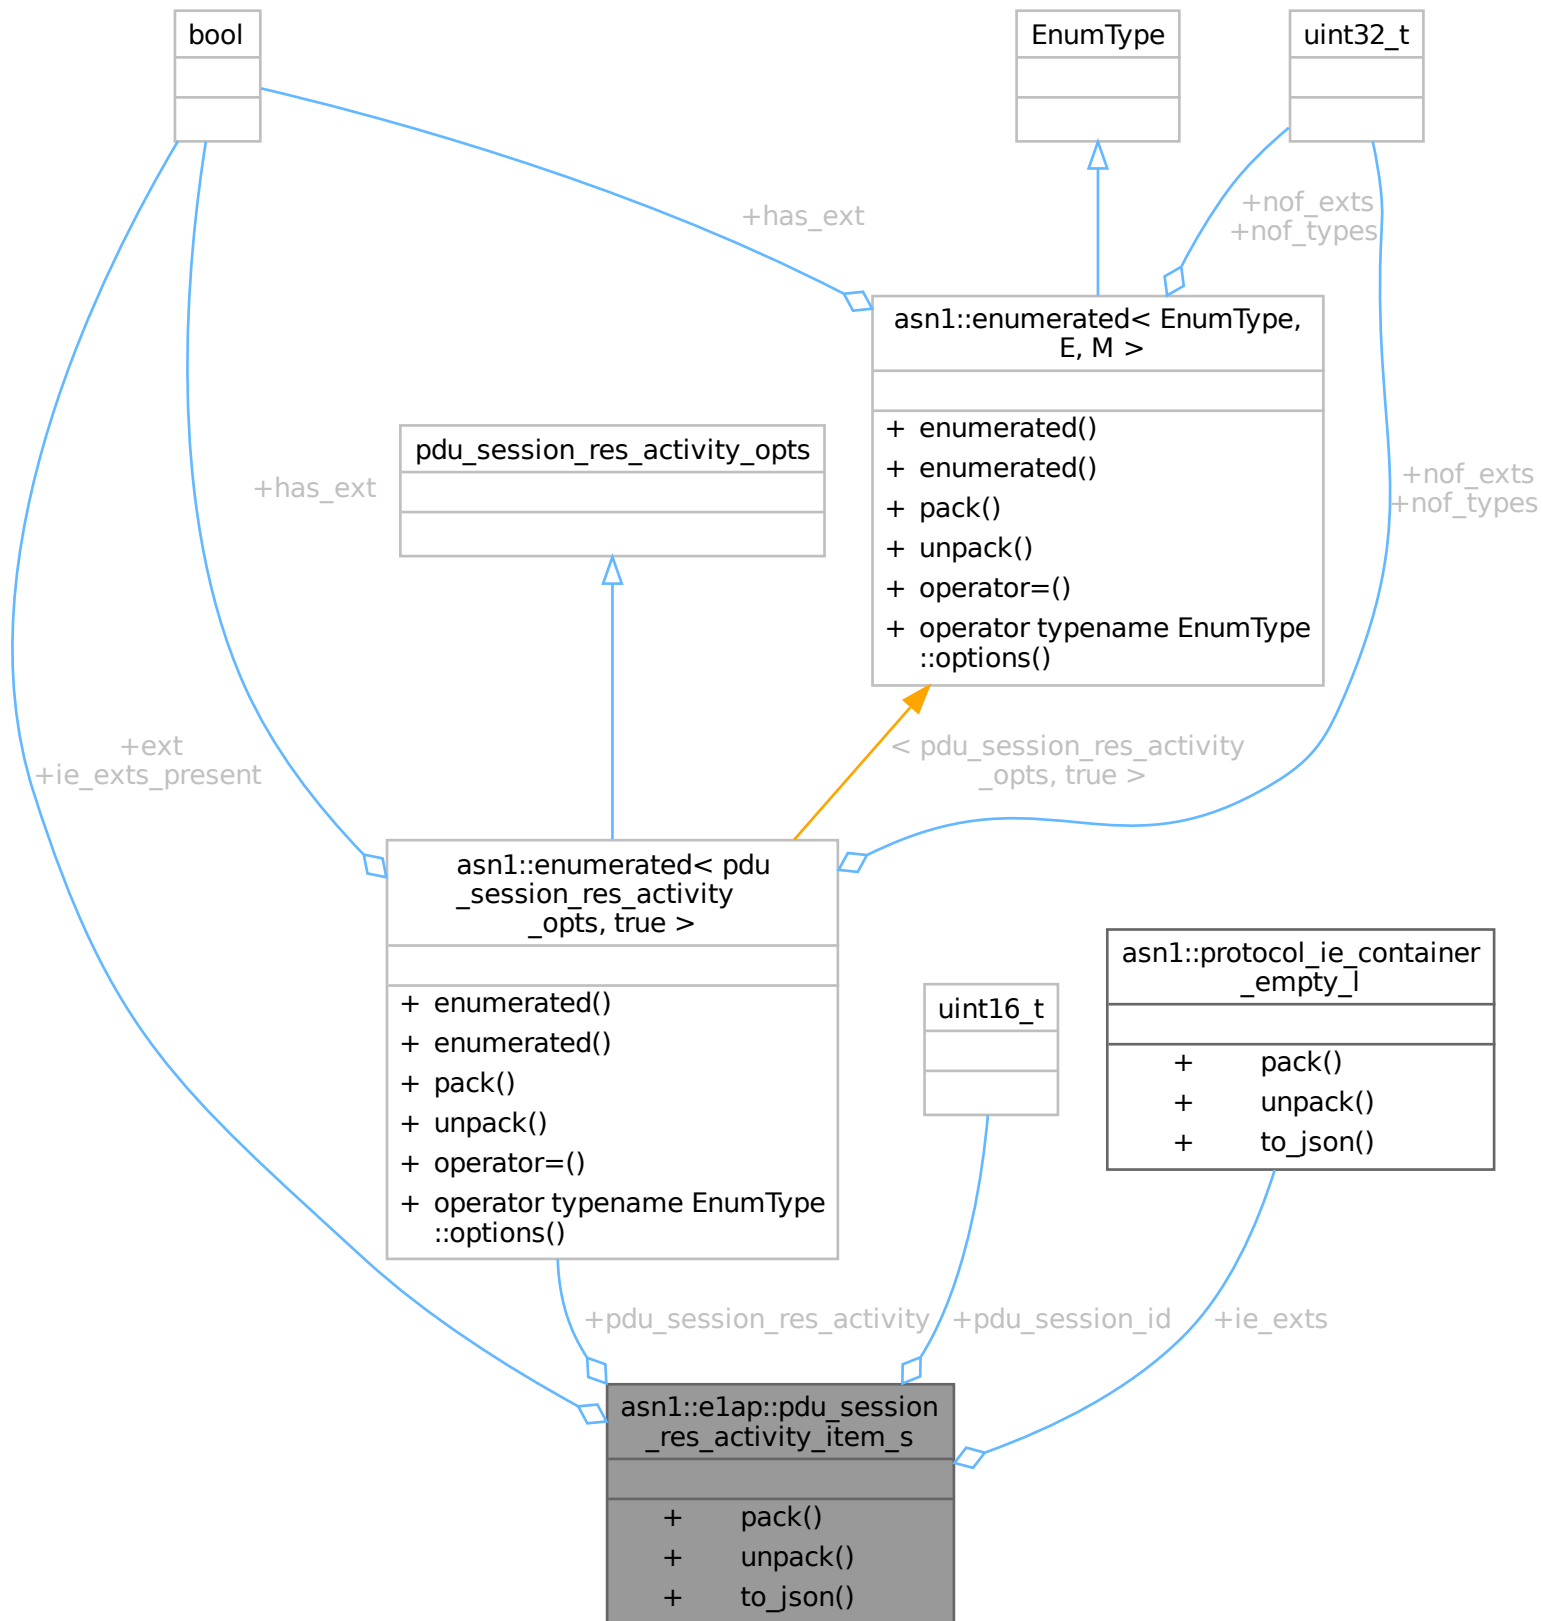 bool
EnumType
uint32_t
+has_ext
+nof_exts
+nof_types
asn1::enumerated< EnumType,
E, M >
+ enumerated()
+ enumerated()
+ pack()
+ unpack()
+ operator=()
+ operator typename EnumType
::options()
pdu_session_res_activity_opts
+has_ext
+nof_exts
+nof_types
+ext
+ie_exts_present
< pdu_session_res_activity
_opts, true >
asn1::enumerated< pdu
_session_res_activity
_opts, true >
+ enumerated()
+ enumerated()
+ pack()
+ unpack()
+ operator=()
+ operator typename EnumType
::options()
uint16_t
asn1::protocol_ie_container
_empty_l
+ pack()
+ unpack()
+ to_json()
+pdu_session_res_activity
+pdu_session_id
+ie_exts
asn1::e1ap::pdu_session
_res_activity_item_s
+ pack()
+ unpack()
+ to_json()